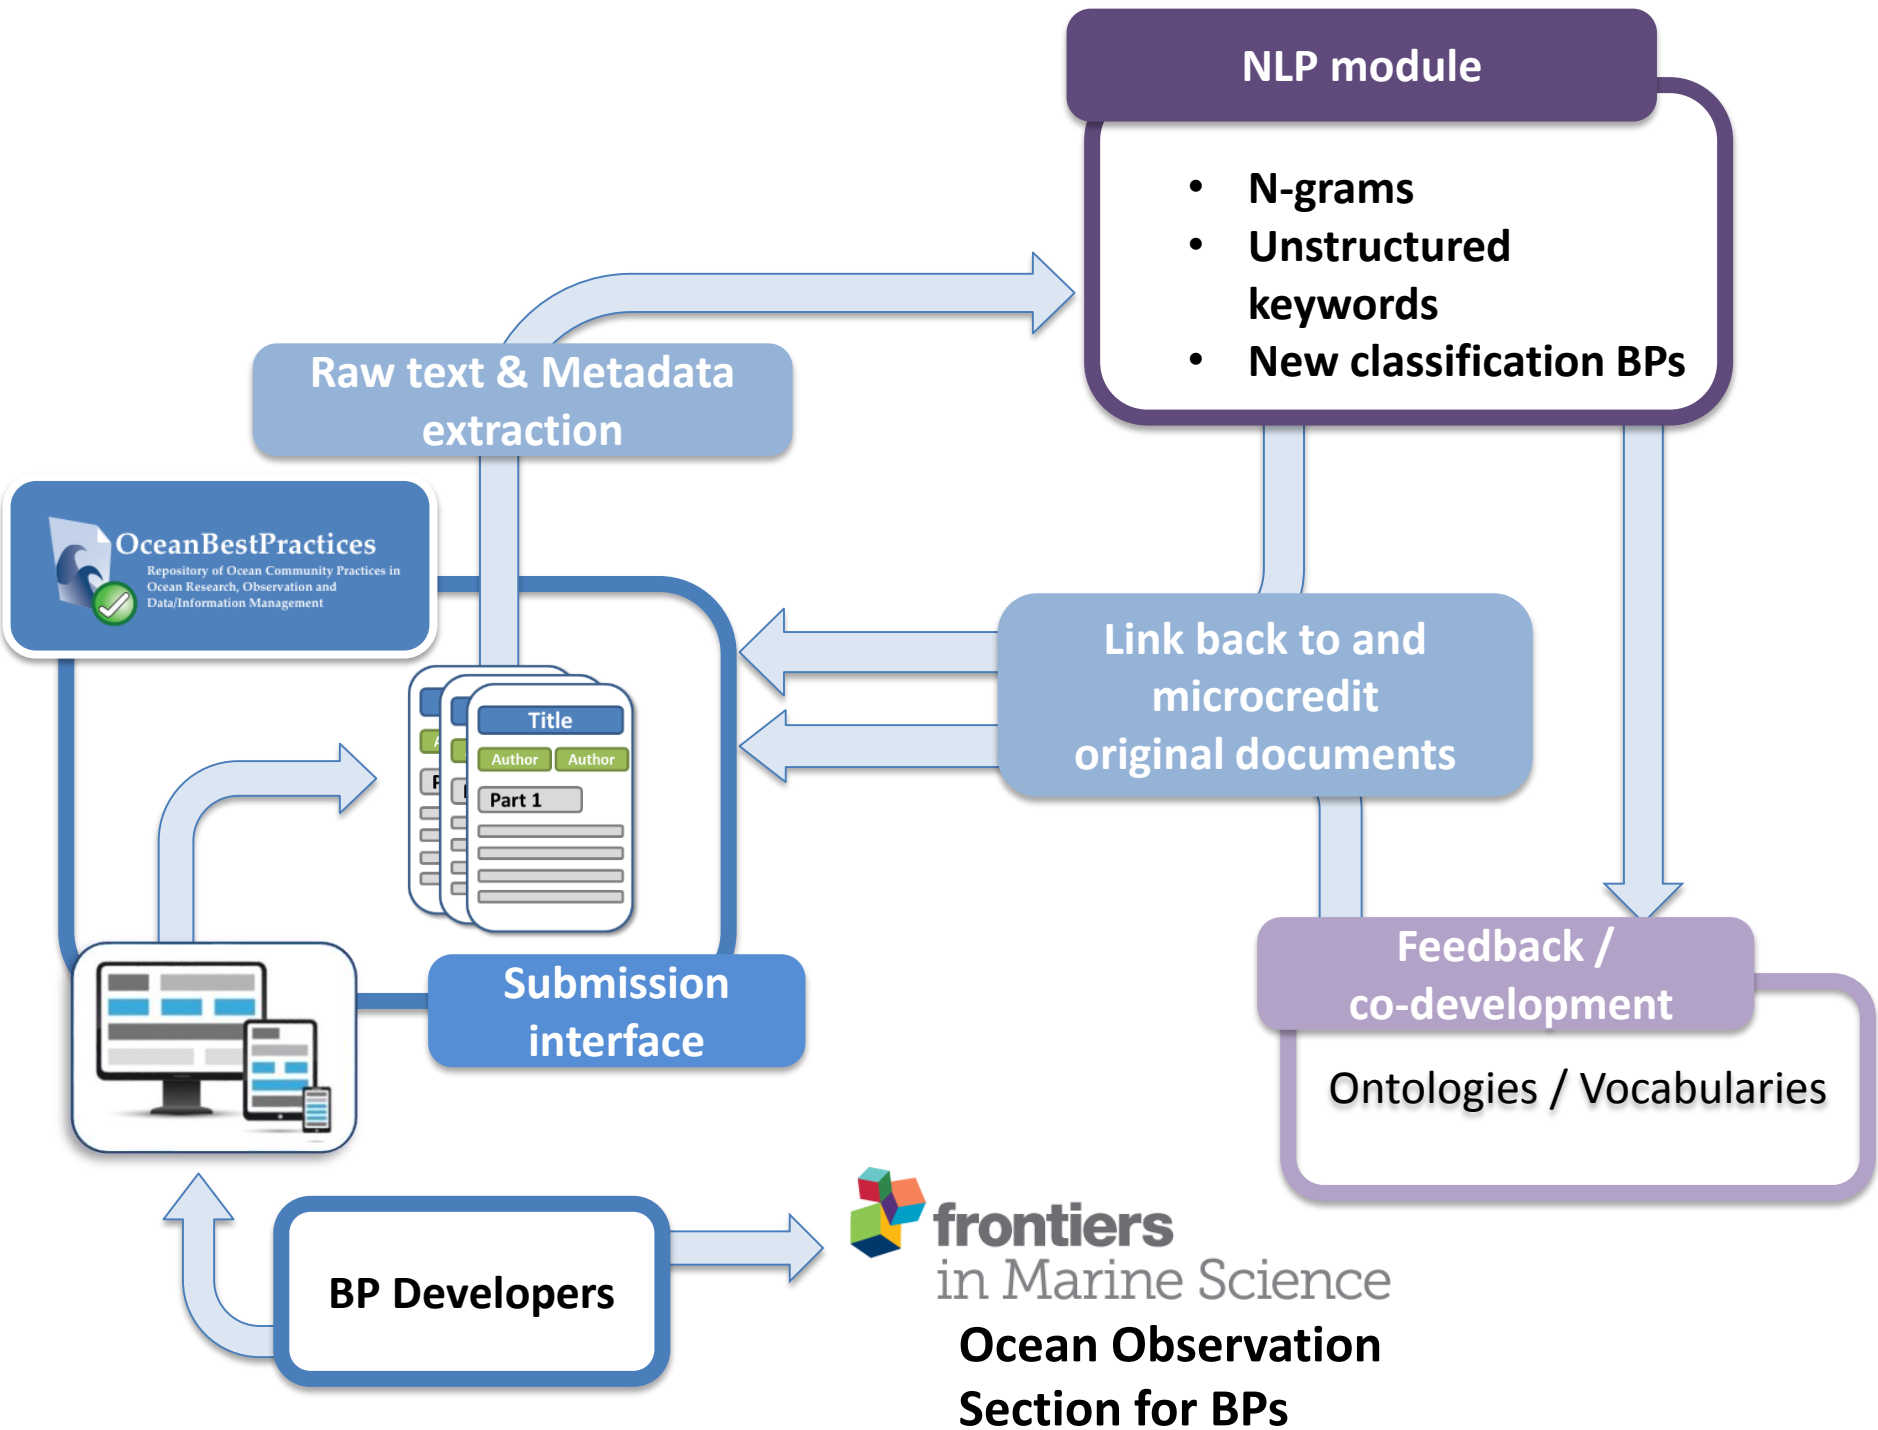 NLP module
• N-grams
• Unstructured
keywords
• New classification BPs
Raw text & Metadata
extraction
OceanBestPractices
Repository of Ocean Community Practices in
Ocean Research, Observation and
Data/Information Management
Link back to and
microcredit
original documents
Title
Author Author
Part 1
Submission
interface
Feedback /
co-development
Ontologies / Vocabularies
BP Developers
frontiers
in Marine Science
Ocean Observation
Section for BPs